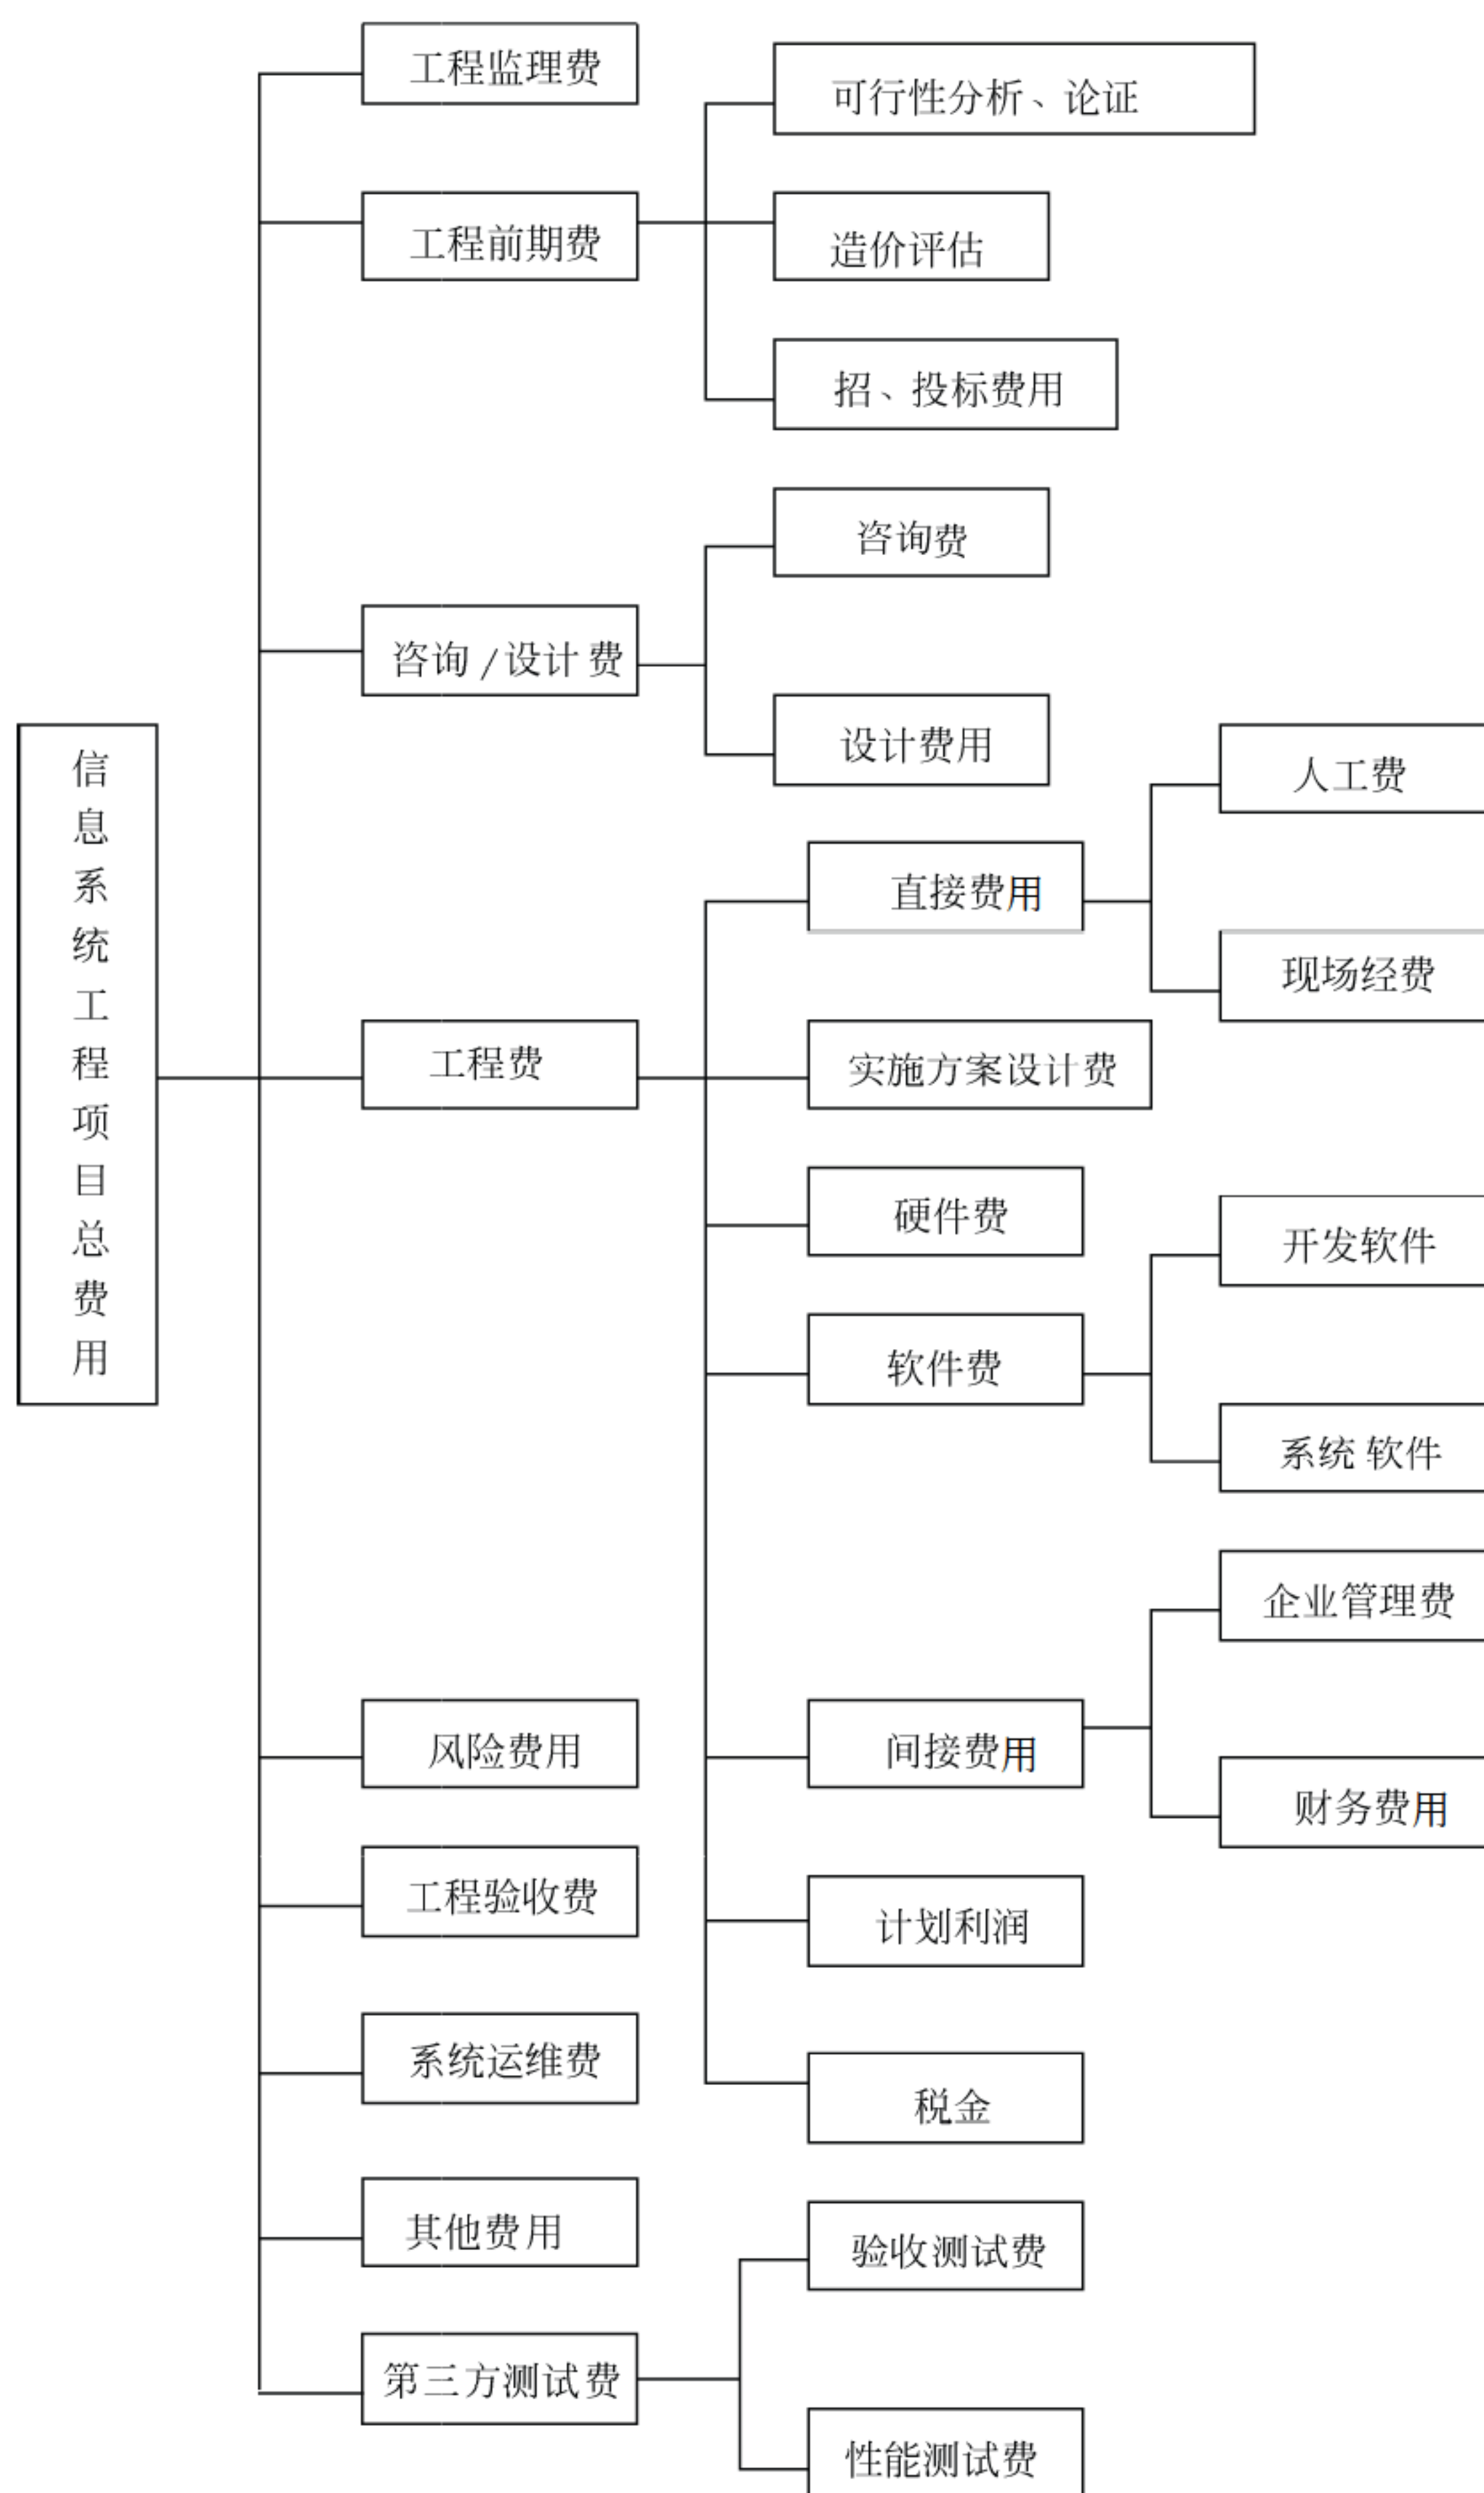 信息系统工程项目总费用
工程监理费
工程前期费
可行性分析、论证
造价评估
招、投标费用
咨询/设计费
咨询费
设计费用
工程费
直接费用
人工费
现场经费
实施方案设计费
硬件费
软件费
开发软件
系统软件
间接费用
企业管理费
财务费用
计划利润
税金
风险费用
工程验收费
系统运维费
其他费用
第三方测试费
验收测试费
性能测试费